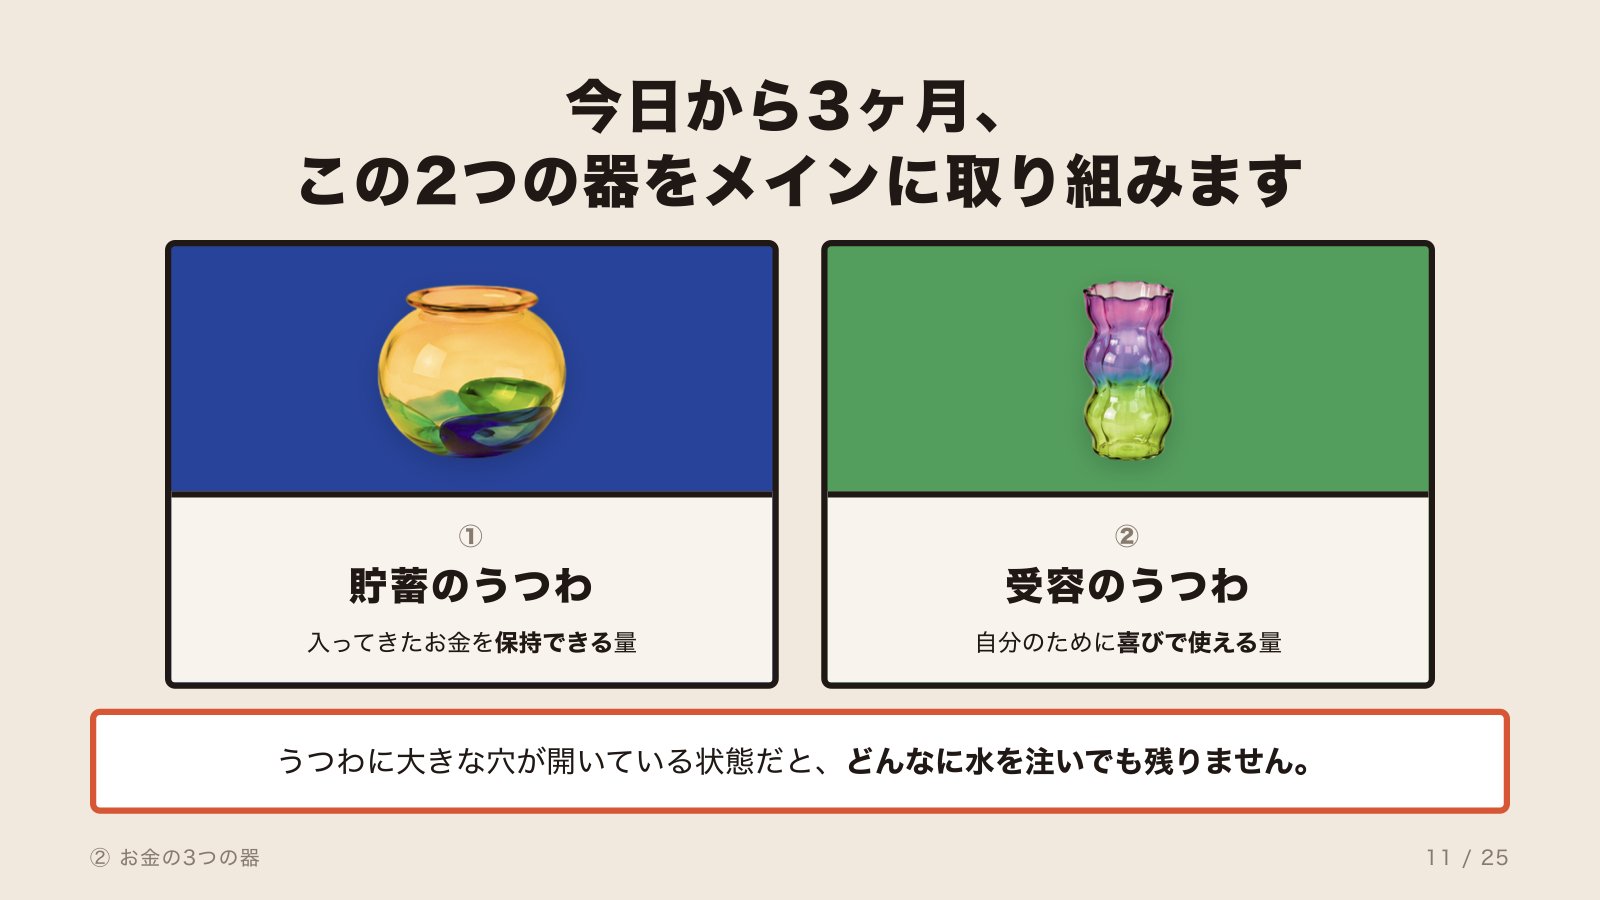 今日から3ヶ月、
この2つの器をメインに取り組みます
①
貯蓄のうつわ
入ってきたお金を保持できる量
②
受容のうつわ
自分のために喜びで使える量
うつわに大きな穴が開いている状態だと、どんなに水を注いでも残りません。
② お金の3つの器
11 / 25